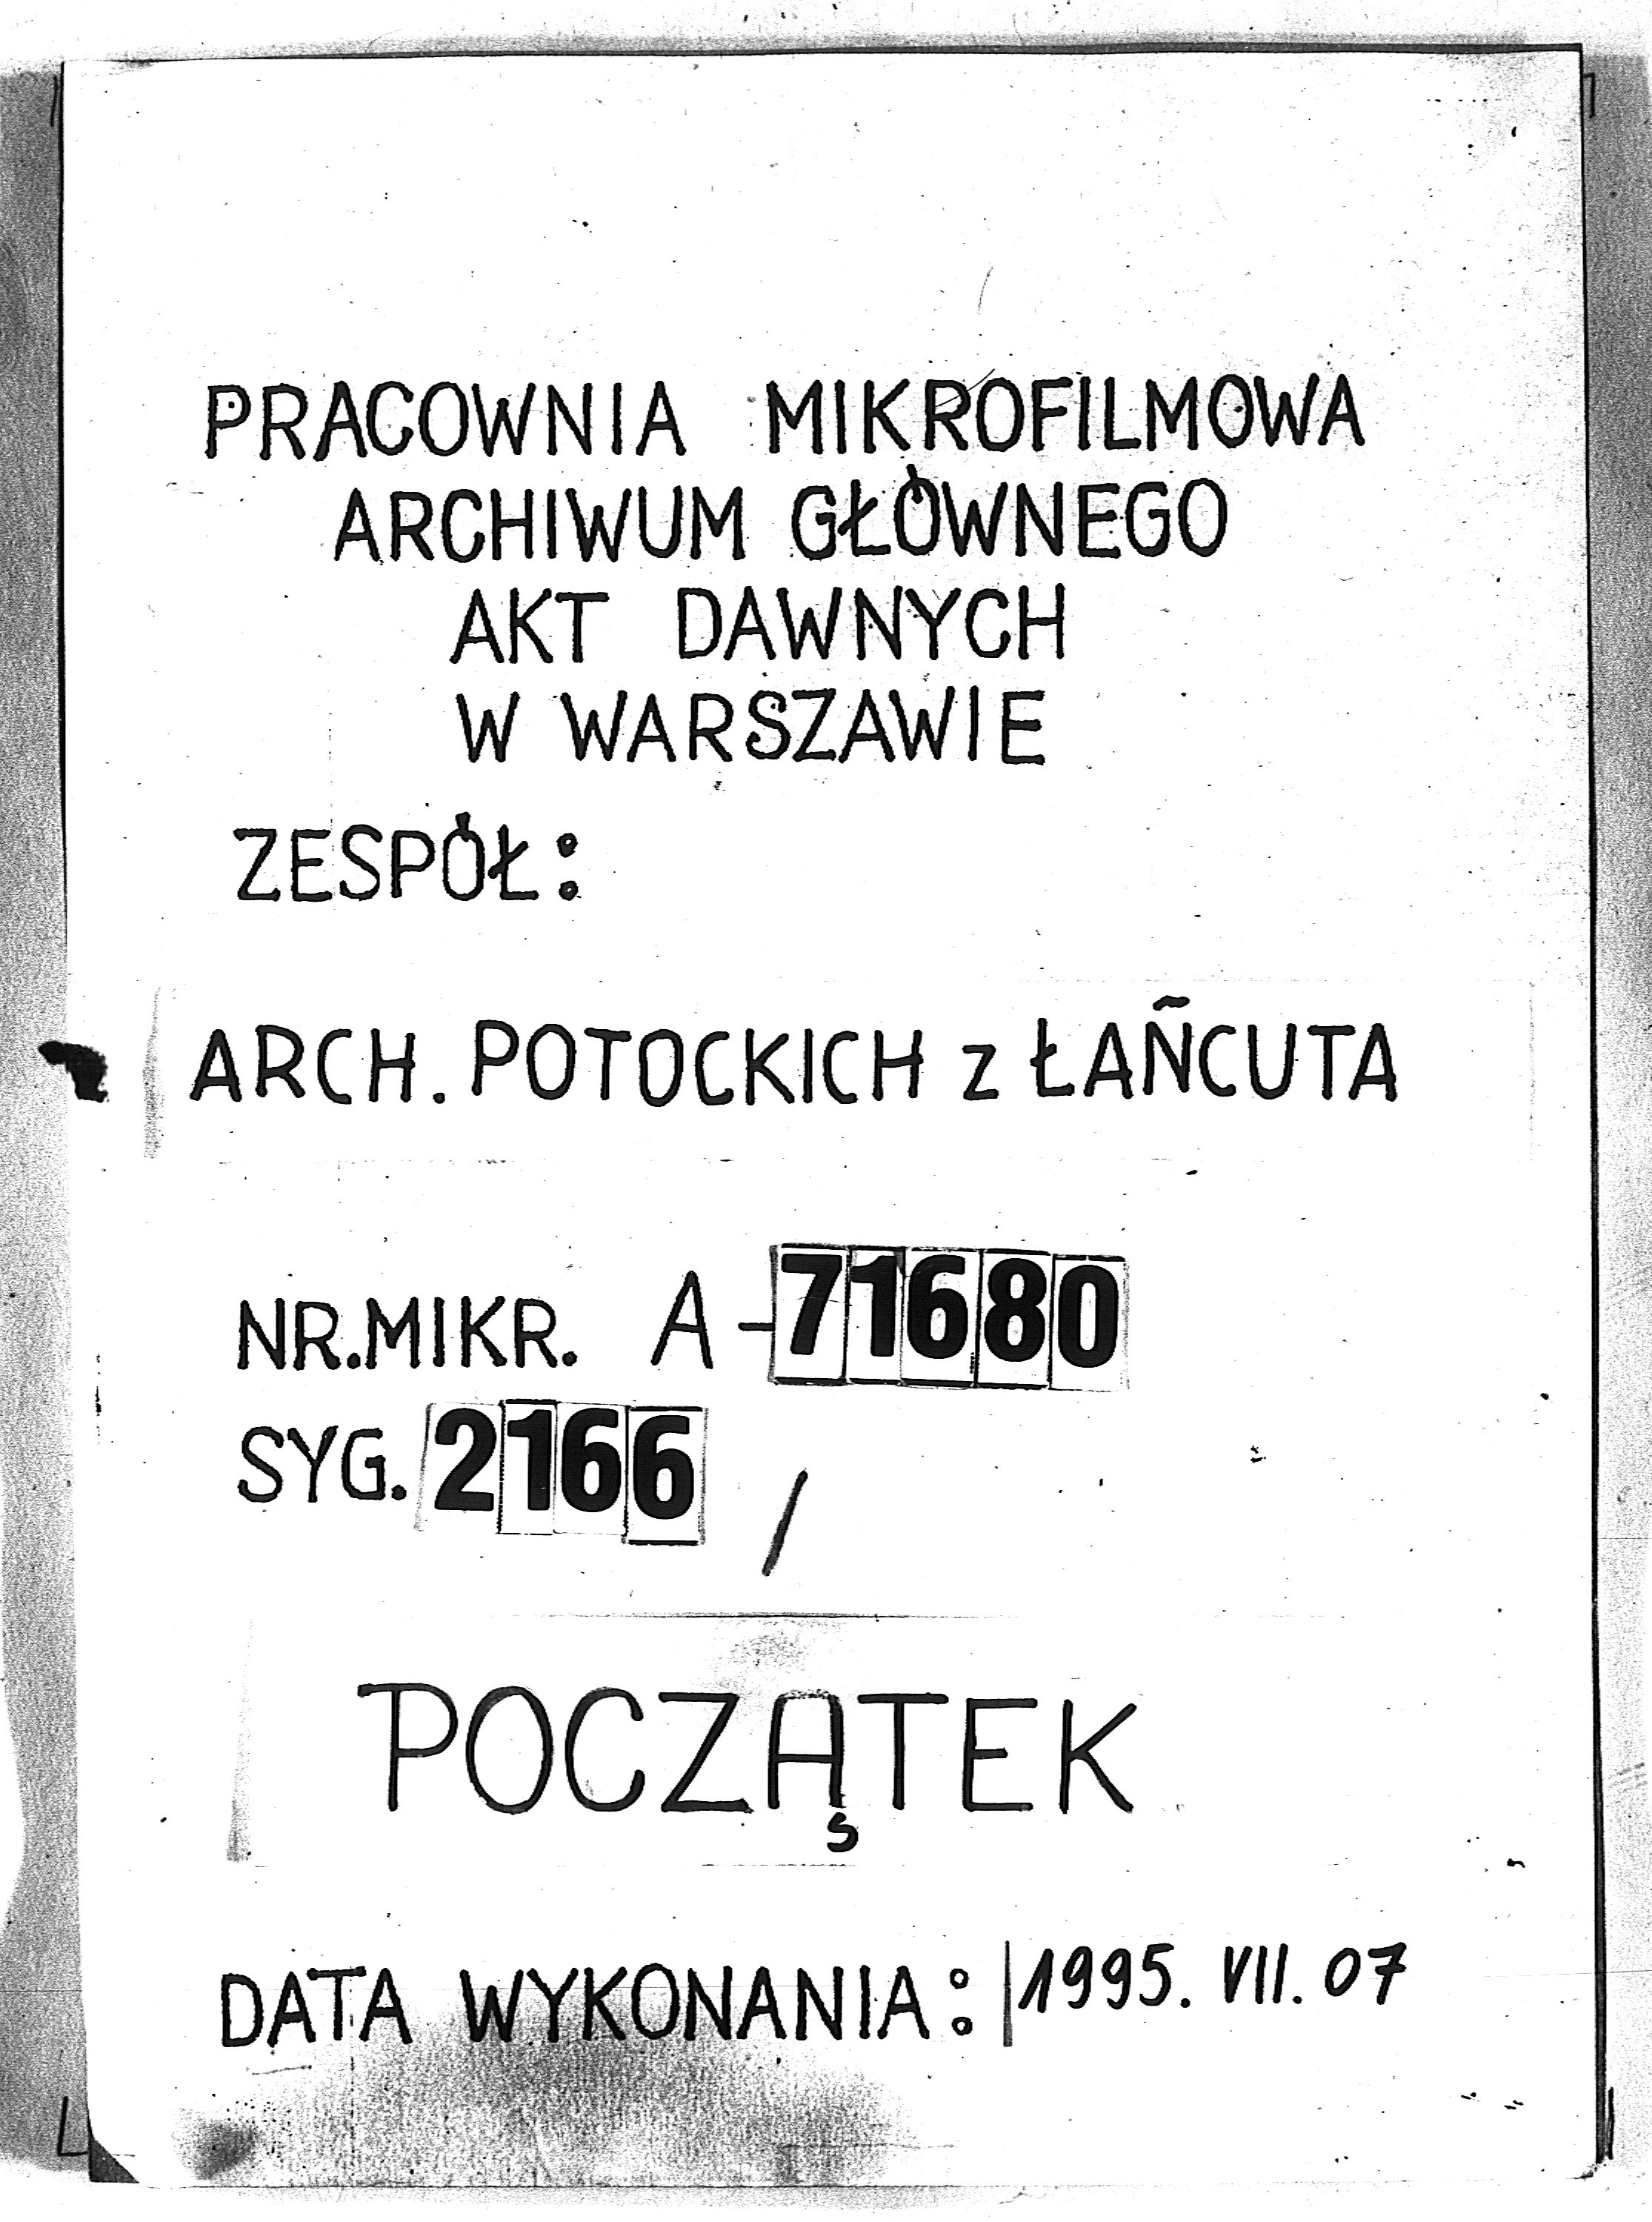 PRACOWNIA MIKROFILMOWA
ARCHIWUM GŁÓWNEGO
AKT DAWNYCH
W WARSZAWIE
ZESPÓŁ:
ARCH. POTOCKICH z ŁAŃCUTA
NR.MIKR. A-71680
SYG. 2166 /
POCZĄTEK
DATA WYKONANIA: 1995. VII. 07